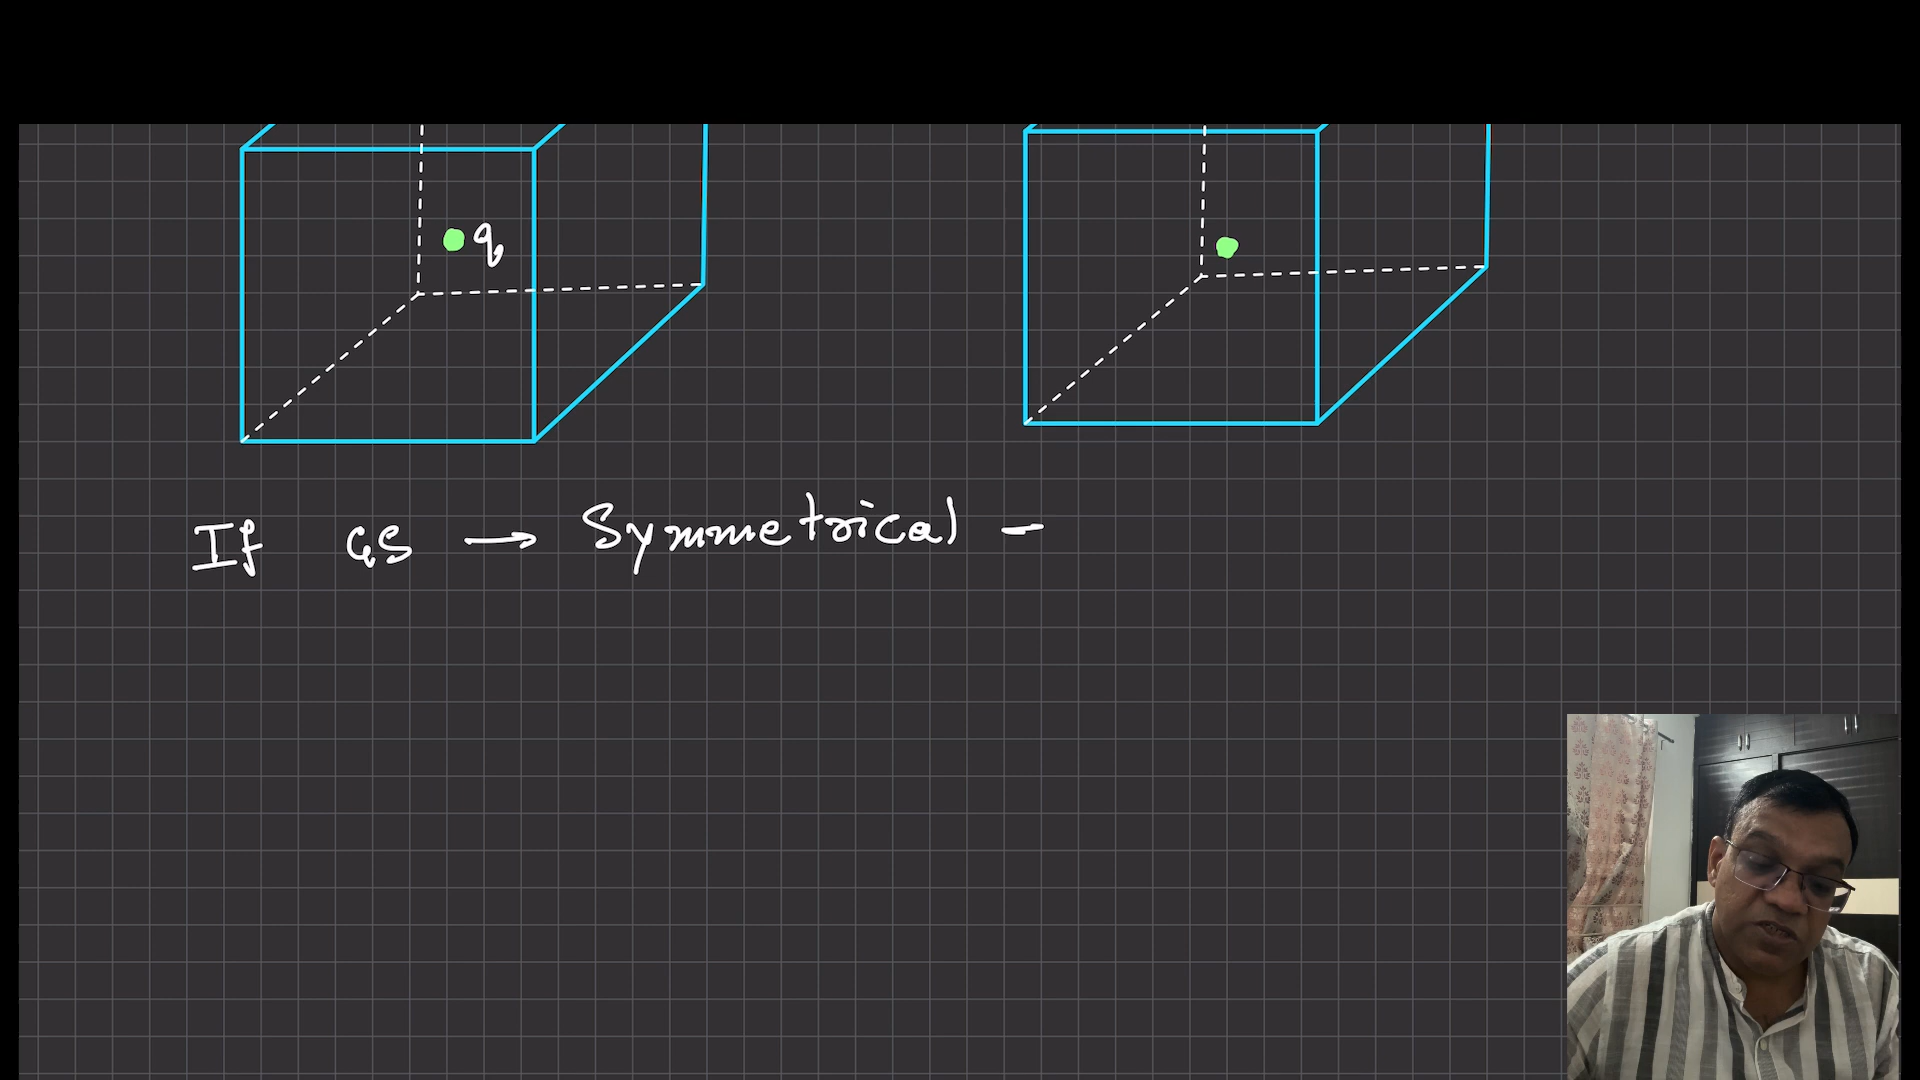 q
If GS → Symmetrical -